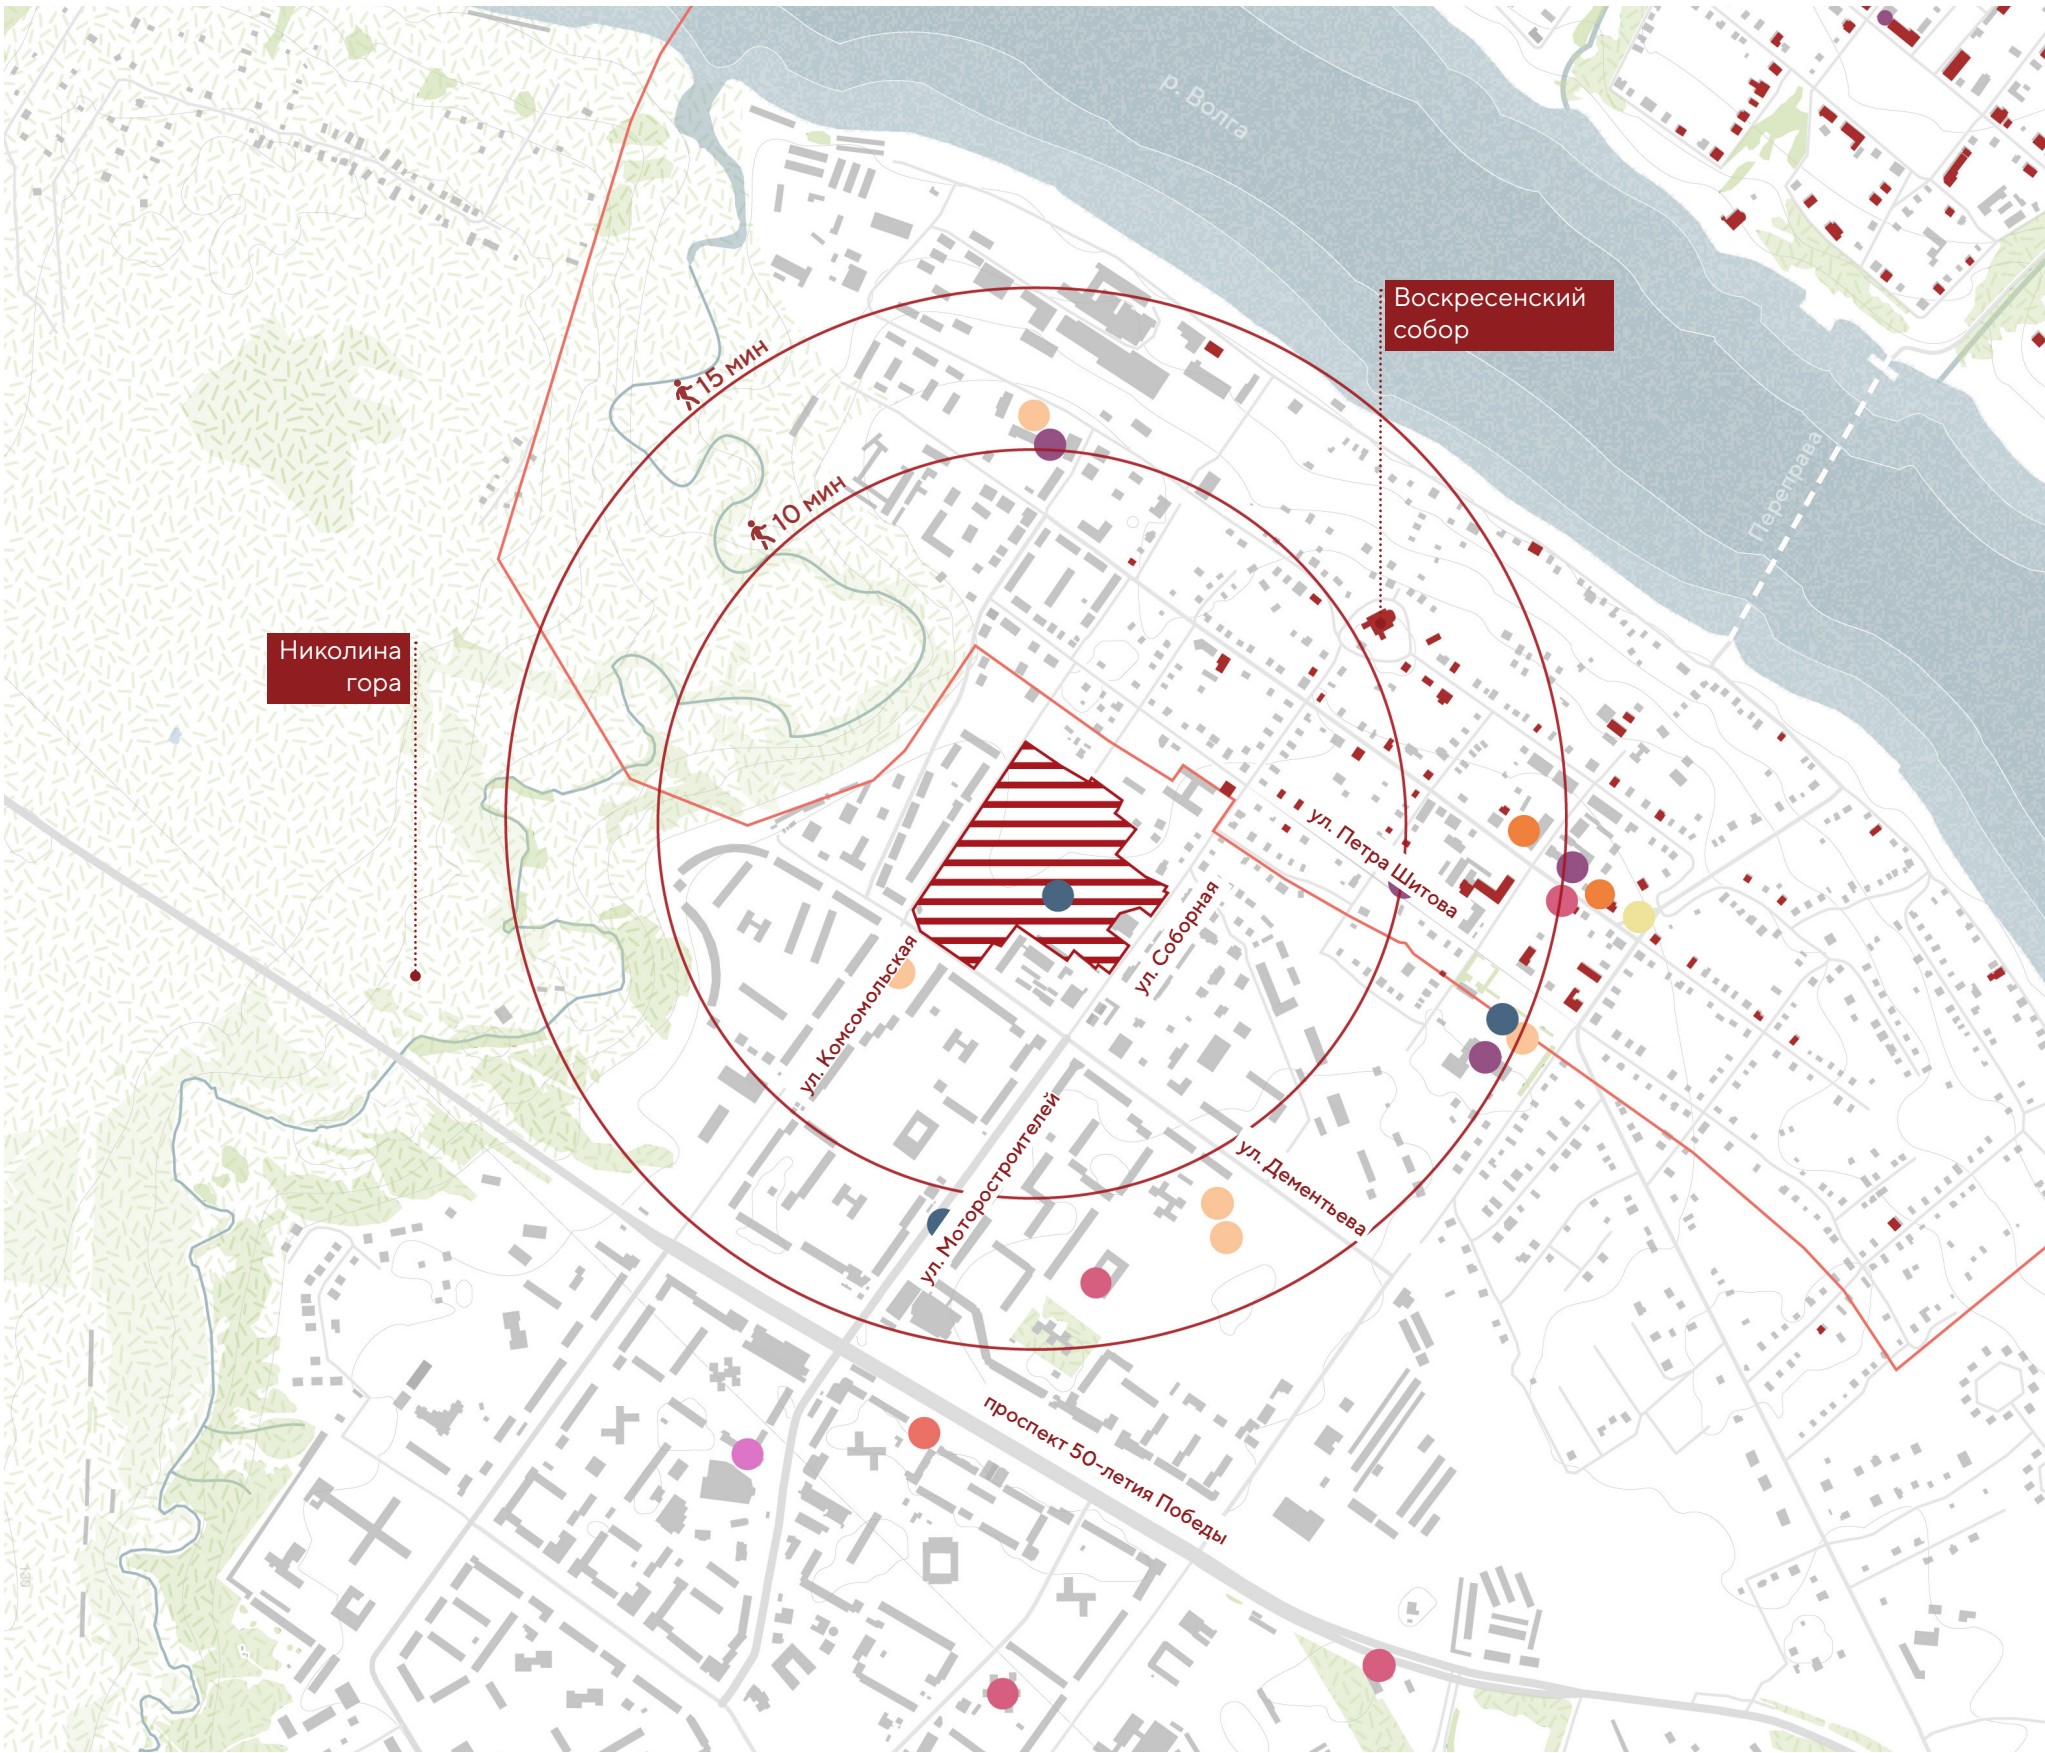 р. Волга
Воскресенский
собор
15 мин
Переправа
10 мин
Николина
гора
ул. Петра Шитова
ул. Соборная
ул. Комсомольская
ул. Моторостроителей
ул. Дементьева
проспект 50-летия Победы
130